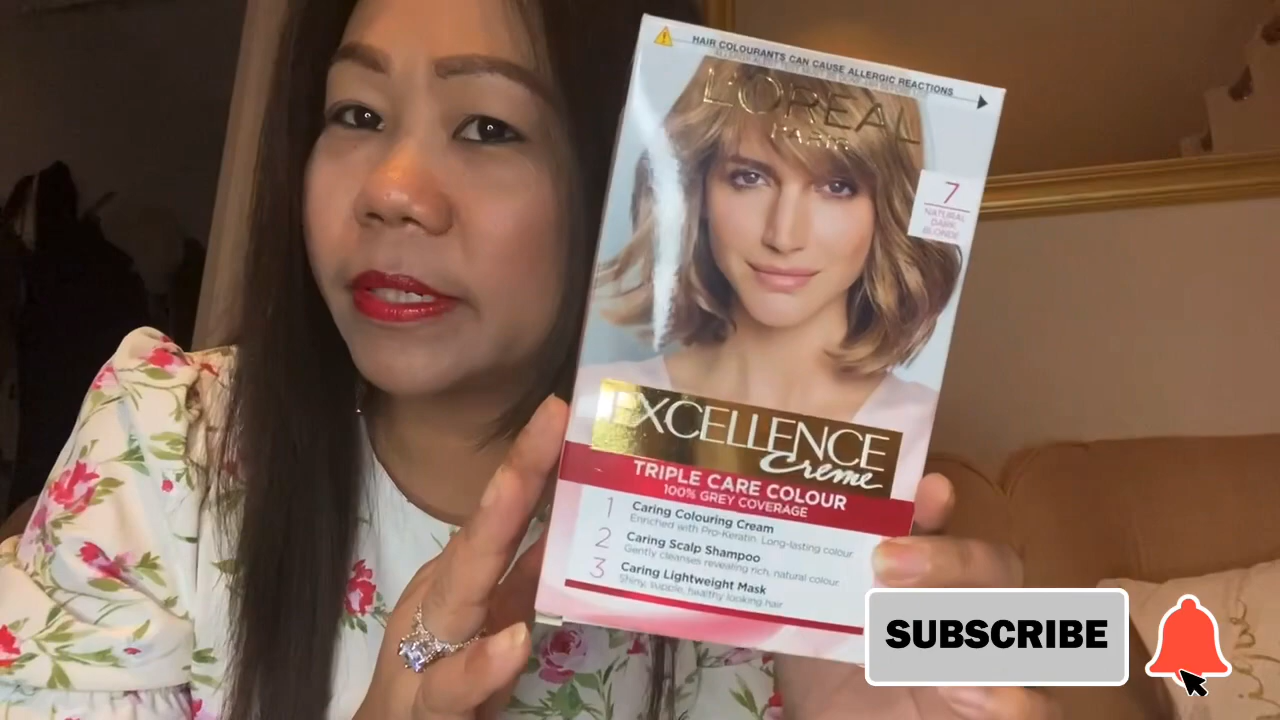 HAIR COLOURANTS CAN CAUSE ALLERGIC REACTIONS
L'ORÉAL
PARIS
7
NATURAL
DARK
BLONDE
EXCELLENCE
Creme
TRIPLE CARE COLOUR
100% GREY COVERAGE
1 Caring Colouring Cream
Enriched with Pro-Keratin. Long-lasting colour
2 Caring Scalp Shampoo
Gently cleanses revealing rich, natural colour
3 Caring Lightweight Mask
Shiny, supple, healthy looking hair
SUBSCRIBE